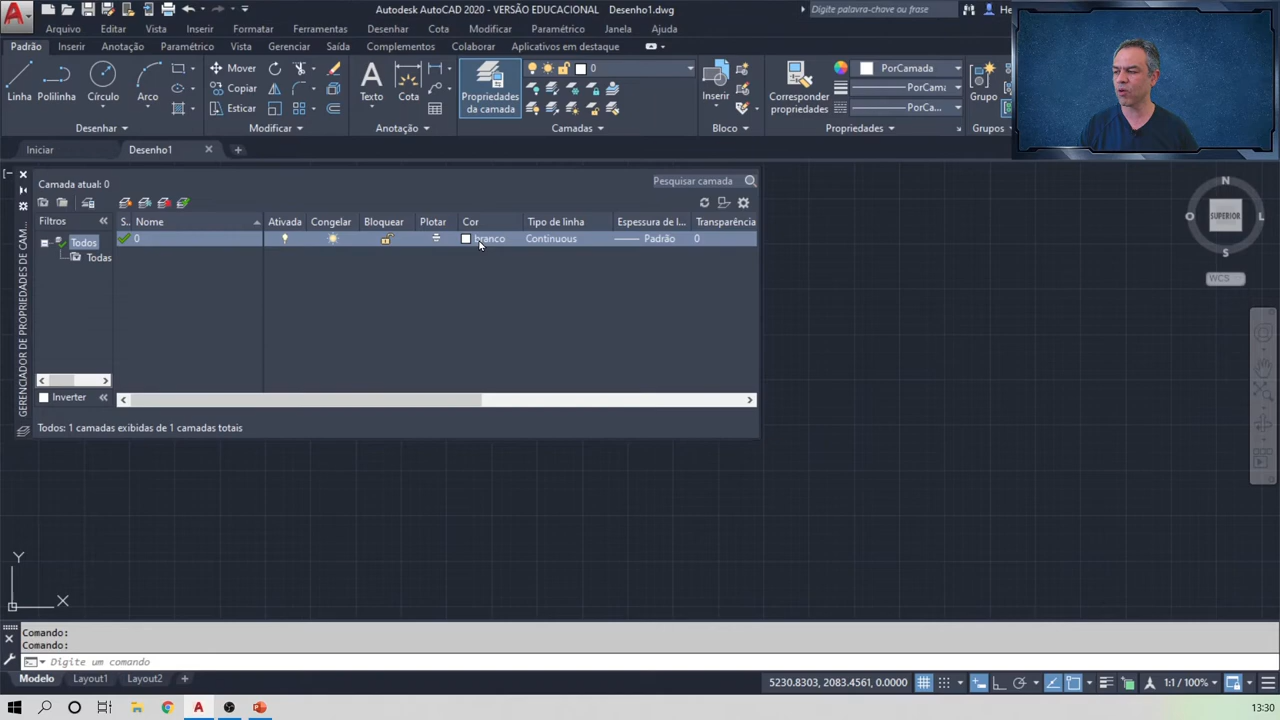 Autodesk AutoCAD 2020 - VERSÃO EDUCACIONAL Desenho1.dwg
Digite palavra-chave ou frase
He
Arquivo Editar Vista Inserir Formatar Ferramentas Desenhar Cota Modificar Paramétrico Janela Ajuda
Padrão Inserir Anotação Paramétrico Vista Gerenciar Saída Complementos Colaborar Aplicativos em destaque
Linha Polilinha Círculo Arco
Mover
Copiar
Esticar
Texto Cota
Propriedades
da camada
0
Inserir
Corresponder
propriedades
PorCamada
PorCama
PorCa...
Grupo
Desenhar Modificar Anotação Camadas Bloco Propriedades Grupos
Iniciar Desenho1
Camada atual: 0
Pesquisar camada
Filtros
S.. Nome Ativada Congelar Bloquear Plotar Cor Tipo de linha Espessura de l... Transparência
Todos
Todas
0 branco Continuous Padrão 0
Inverter
Todos: 1 camadas exibidas de 1 camadas totais
GERENCIADOR DE PROPRIEDADES DE CAM...
N
O SUPERIOR L
S
WCS
Y
X
Comando:
Comando:
Digite um comando
Modelo Layout1 Layout2
5230.8303, 2083.4561, 0.0000
1:1 / 100%
13:30